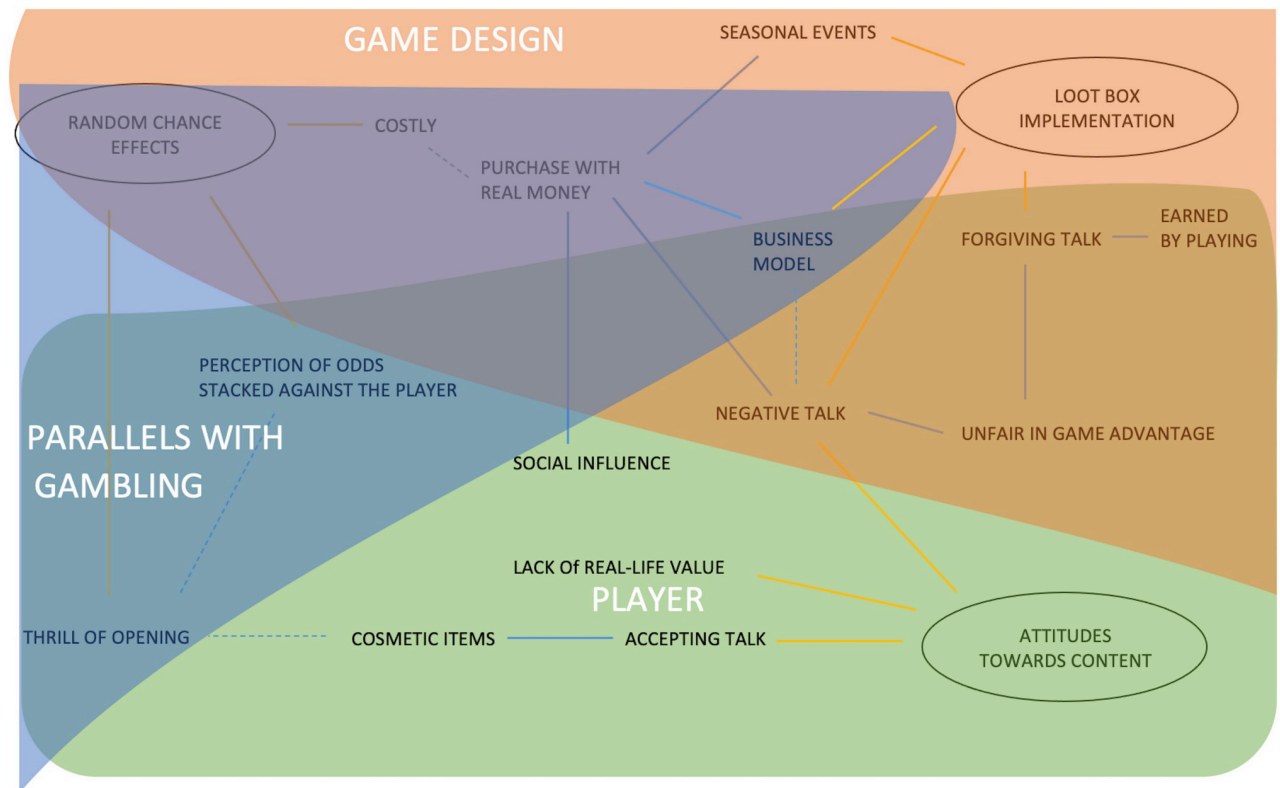 GAME DESIGN
SEASONAL EVENTS
LOOT BOX
IMPLEMENTATION
RANDOM CHANCE
EFFECTS
COSTLY
PURCHASE WITH
REAL MONEY
BUSINESS
MODEL
FORGIVING TALK
EARNED
BY PLAYING
PERCEPTION OF ODDS
STACKED AGAINST THE PLAYER
NEGATIVE TALK
UNFAIR IN GAME ADVANTAGE
PARALLELS WITH
GAMBLING
SOCIAL INFLUENCE
LACK Of REAL-LIFE VALUE
PLAYER
THRILL OF OPENING
COSMETIC ITEMS
ACCEPTING TALK
ATTITUDES
TOWARDS CONTENT